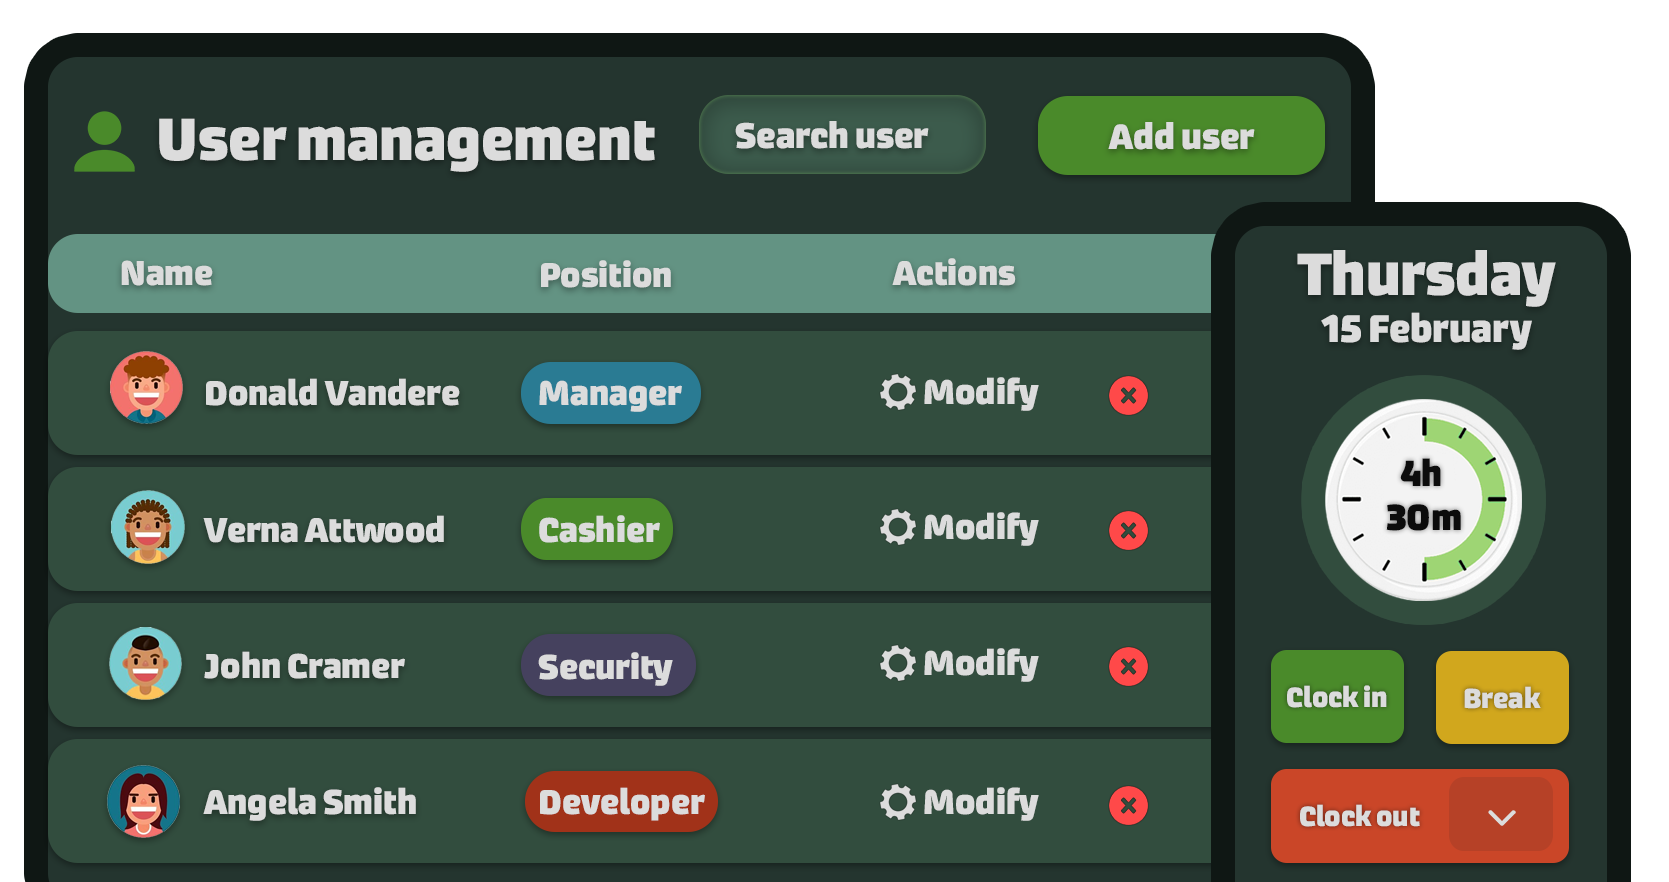 User management
Search user
Add user
Name
Position
Actions
Donald Vandere
Manager
Modify
Verna Attwood
Cashier
Modify
John Cramer
Security
Modify
Angela Smith
Developer
Modify
Thursday
15 February
4h
30m
Clock in
Break
Clock out